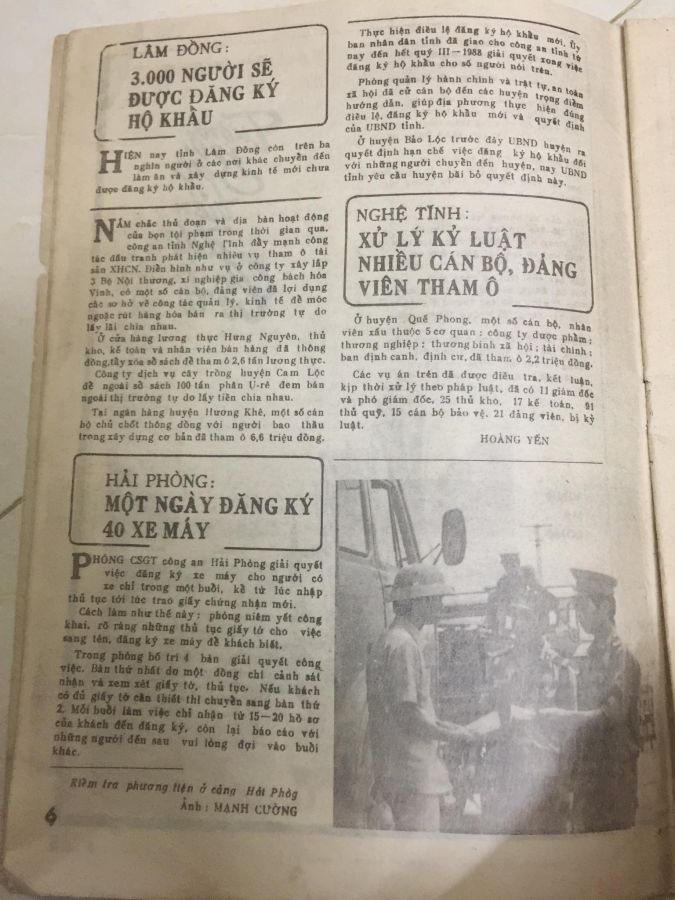 LÂM ĐỒNG:
3.000 NGƯỜI SẼ
ĐƯỢC ĐĂNG KÝ
HỘ KHẨU
HIỆN nay tỉnh Lâm Đồng còn trên ba
nghìn người ở các nơi khác chuyển đến
làm ăn và xây dựng kinh tế mới chưa
được đăng ký hộ khẩu.
Thực hiện điều lệ đăng ký hộ khẩu mới, Ủy
ban nhân dân tỉnh đã giao cho công an tỉnh từ
nay đến hết quý III — 1988 giải quyết xong việc
đăng ký hộ khẩu cho số người nói trên.
Phòng quản lý hành chính và trật tự, an toàn
xã hội đã cử cán bộ đến các huyện trọng điểm
hướng dẫn, giúp địa phương thực hiện đúng
điều lệ, đăng ký hộ khẩu mới và quyết định
của UBND tỉnh.
Ở huyện Bảo Lộc trước đây UBND huyện ra
quyết định hạn chế việc đăng ký hộ khẩu đối
với những người chuyển đến huyện, nay UBND
tỉnh yêu cầu huyện bãi bỏ quyết định này.
NGHỆ TĨNH:
XỬ LÝ KỶ LUẬT
NHIỀU CÁN BỘ, ĐẢNG
VIÊN THAM Ô
NẮM chắc thủ đoạn và địa bàn hoạt động
của bọn tội phạm trong thời gian qua,
công an tỉnh Nghệ Tĩnh đẩy mạnh công
tác đấu tranh phát hiện nhiều vụ tham ô tài
sản XHCN. Điển hình như vụ ở công ty xây lắp
3 Bộ Nội thương, xí nghiệp gia công bách hóa
Vinh, có một số cán bộ, đảng viên đã lợi dụng
các sơ hở về công tác quản lý, kinh tế để móc
ngoặc rút hàng hóa bán ra thị trường tự do
lấy lãi chia nhau.
Ở cửa hàng lương thực Hưng Nguyên, thủ
kho, kế toán và nhân viên bán hàng đã thông
đồng, tẩy xóa sổ sách để tham ô 2,6 tấn lương thực.
Công ty dịch vụ cây trồng huyện Cam Lộc
để ngoài sổ sách 100 tấn phân U-rê đem bán
ngoài thị trường tự do lấy tiền chia nhau.
Tại ngân hàng huyện Hương Khê, một số cán
bộ chủ chốt thông đồng với người bao thầu
trong xây dựng cơ bản đã tham ô 6,6 triệu đồng.
Ở huyện Quế Phong, một số cán bộ, nhân
viên xấu thuộc 5 cơ quan: công ty dược phẩm;
thương nghiệp; thương binh xã hội; tài chính;
ban định canh, định cư, đã tham ô 2,2 triệu đồng.
Các vụ án trên đã được điều tra, kết luận,
kịp thời xử lý theo pháp luật, đã có 11 giám đốc
và phó giám đốc, 25 thủ kho, 17 kế toán, 91
thủ quỹ, 15 cán bộ bảo vệ, 21 đảng viên, bị kỷ
luật.
HOÀNG YẾN
HẢI PHÒNG:
MỘT NGÀY ĐĂNG KÝ
40 XE MÁY
PHÒNG CSGT công an Hải Phòng giải quyết
việc đăng ký xe máy cho người có
xe chỉ trong một buổi, kể từ lúc nhập
thủ tục tới lúc trao giấy chứng nhận mới.
Cách làm như thế này: phòng niêm yết công
khai, rõ ràng những thủ tục giấy tờ cho việc
sang tên, đăng ký xe máy để khách biết.
Trong phòng bố trí 4 bàn giải quyết công
việc. Bàn thứ nhất do một đồng chí cảnh sát
nhận và xem xét giấy tờ, thủ tục. Nếu khách
có đủ giấy tờ cần thiết thì chuyển sang bàn thứ
2. Mỗi buổi làm việc chỉ nhận từ 15—20 hồ sơ
của khách đến đăng ký, còn lại báo cáo với
những người đến sau vui lòng đợi vào buổi
khác.
Kiểm tra phương tiện ở cảng Hải Phòg
Ảnh: MẠNH CƯỜNG
6